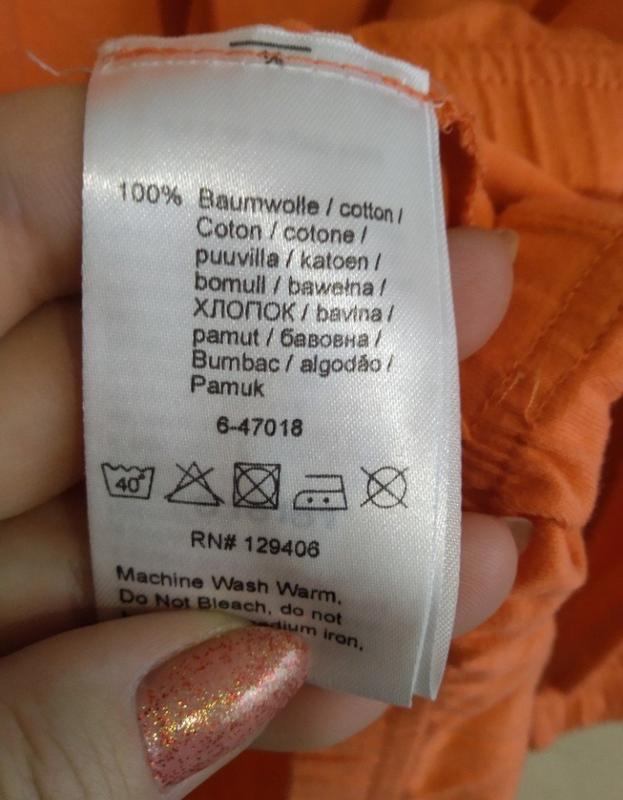 100% Baumwolle / cotton /
Coton / cotone /
puuvilla / katoen /
bomull / bawełna /
ХЛОПОК / bavlna /
pamut / бавовна /
Bumbac / algodão /
Pamuk
6-47018
40°
RN# 129406
Machine Wash Warm,
Do Not Bleach, do not
iron,